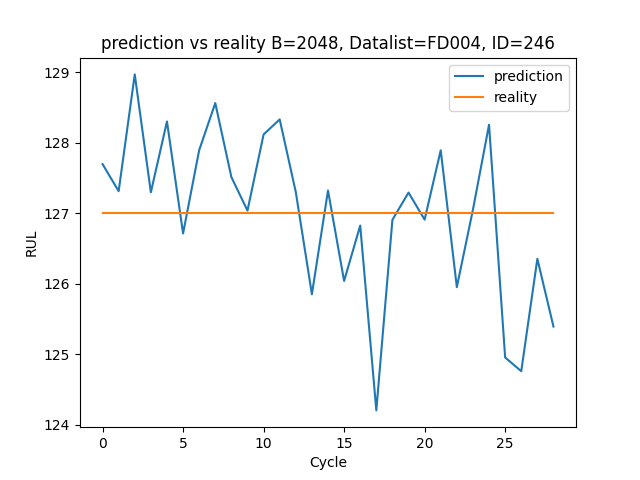 prediction vs reality B=2048, Datalist=FD004, ID=246
prediction
reality
129
128
127
126
125
124
RUL
0 5 10 15 20 25
Cycle